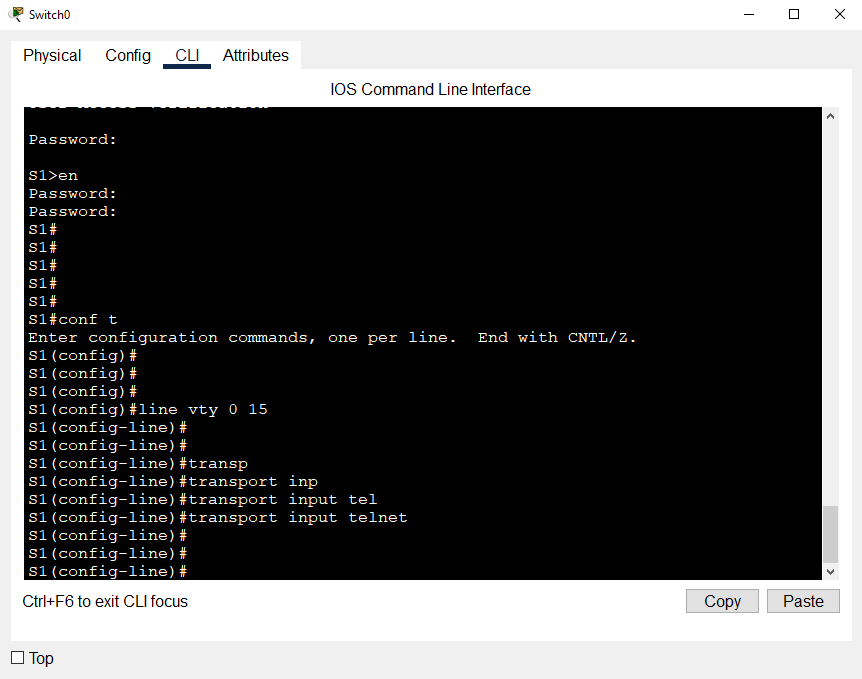 Switch0
Physical Config CLI Attributes
IOS Command Line Interface
Password:
S1>en
Password:
Password:
S1#
S1#
S1#
S1#
S1#
S1#conf t
Enter configuration commands, one per line.  End with CNTL/Z.
S1(config)#
S1(config)#
S1(config)#
S1(config)#line vty 0 15
S1(config-line)#
S1(config-line)#
S1(config-line)#transp
S1(config-line)#transport inp
S1(config-line)#transport input tel
S1(config-line)#transport input telnet
S1(config-line)#
S1(config-line)#
S1(config-line)#
Ctrl+F6 to exit CLI focus
Copy Paste
Top